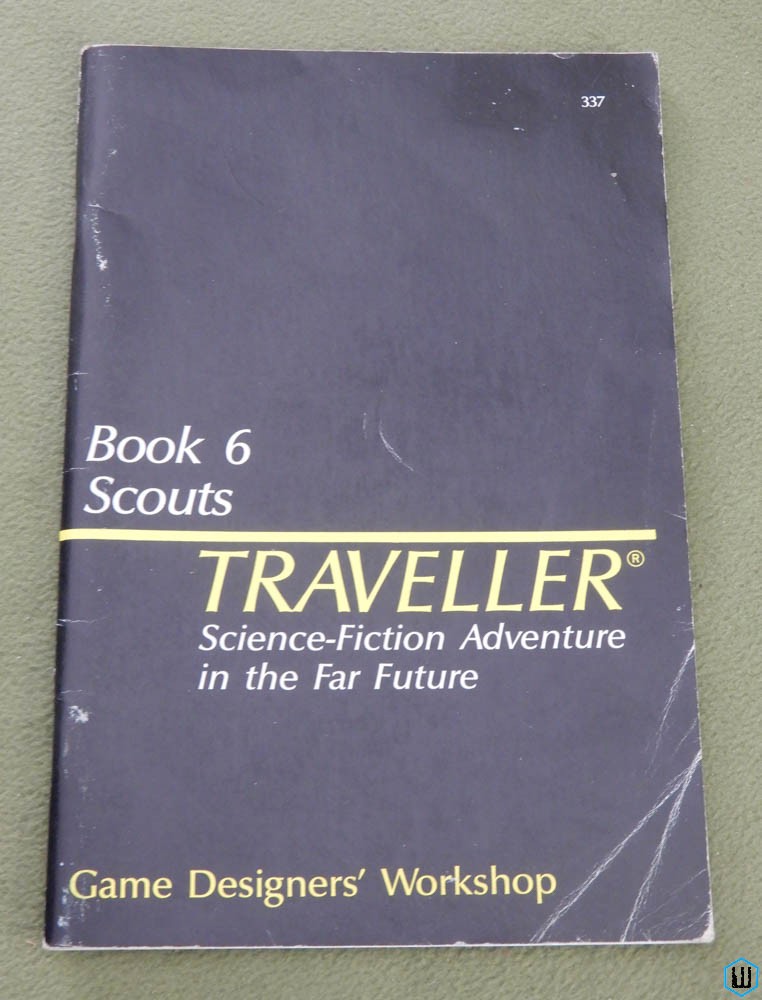 337
Book 6
Scouts
TRAVELLER®
Science-Fiction Adventure
in the Far Future
Game Designers' Workshop
W